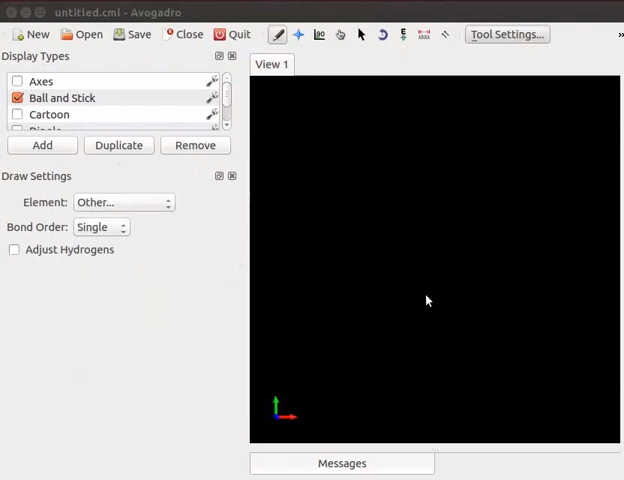 untitled.cml - Avogadro
New Open Save Close Quit Tool Settings... »
Display Types
View 1
Axes
Ball and Stick
Cartoon
Dipole
Add Duplicate Remove
Draw Settings
Element: Other...
Bond Order: Single
Adjust Hydrogens
Messages